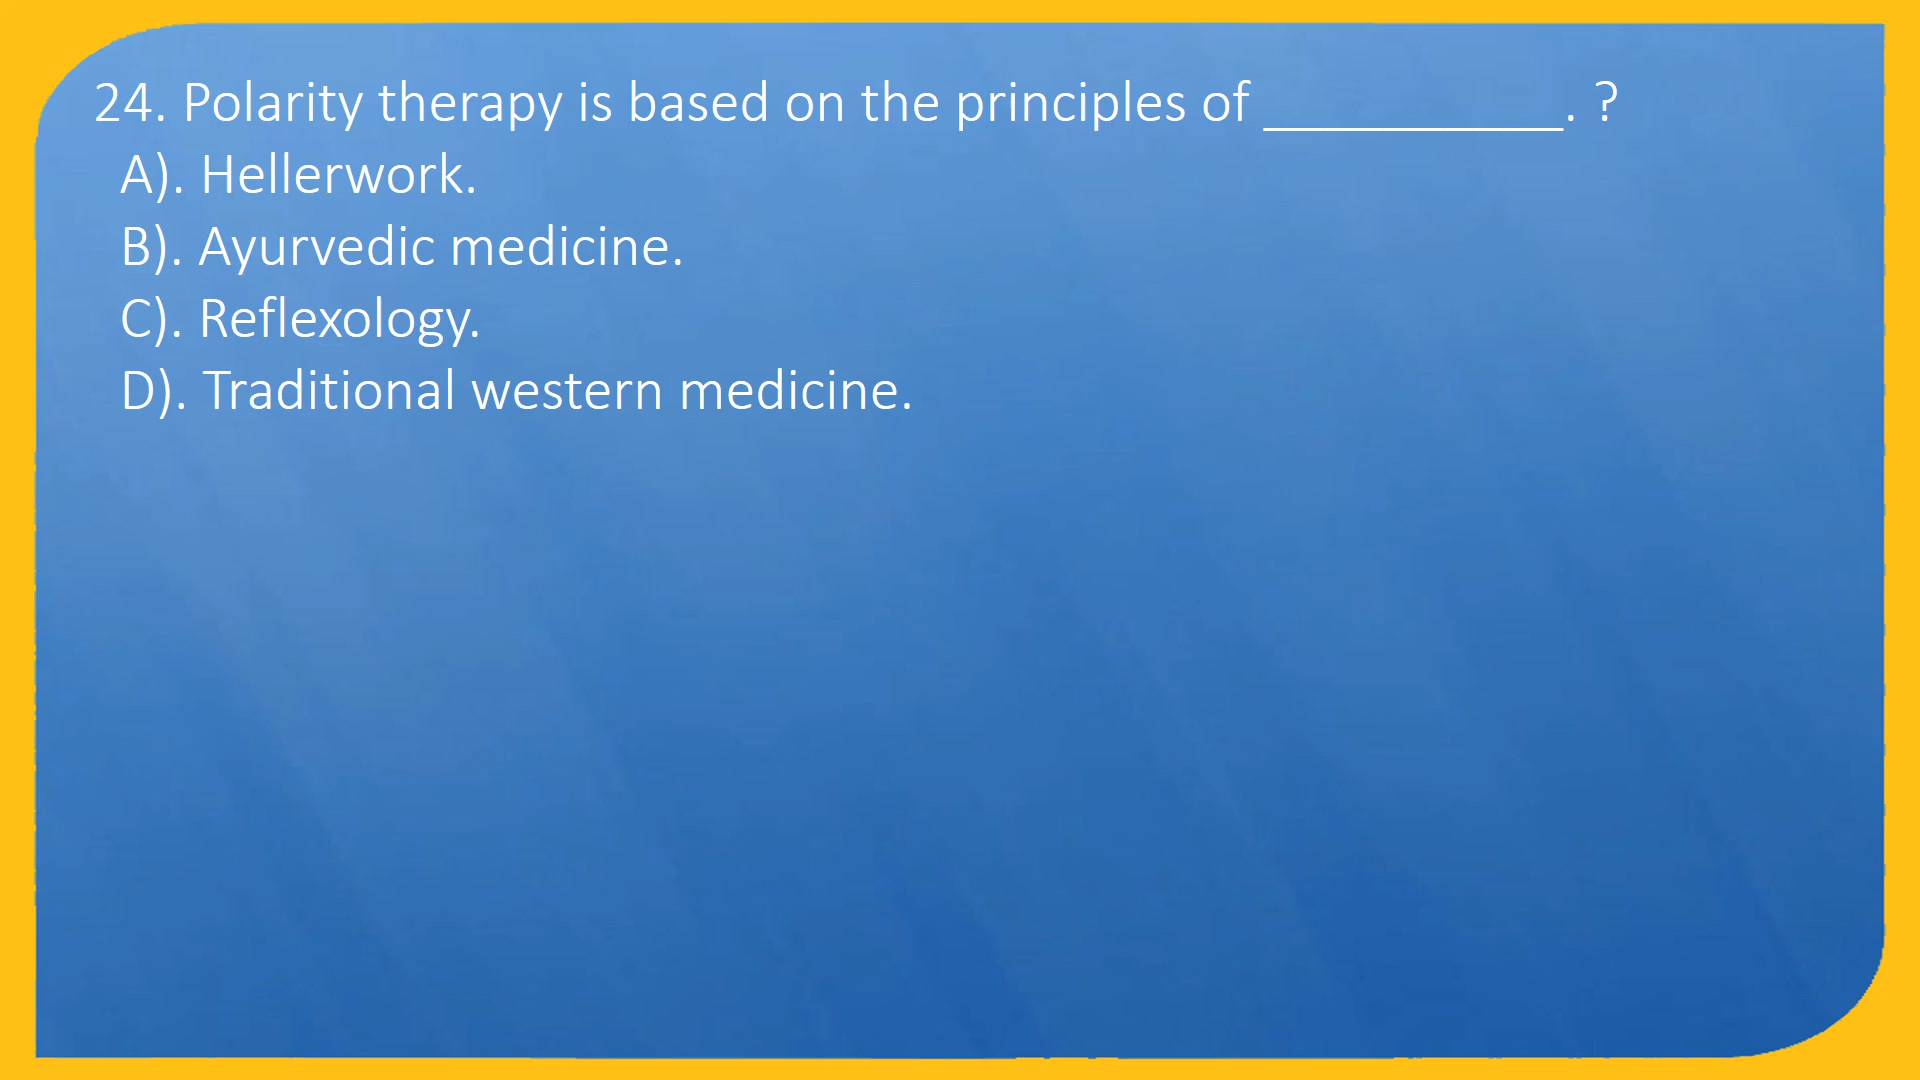 24. Polarity therapy is based on the principles of ___________. ?
A). Hellerwork.
B). Ayurvedic medicine.
C). Reflexology.
D). Traditional western medicine.